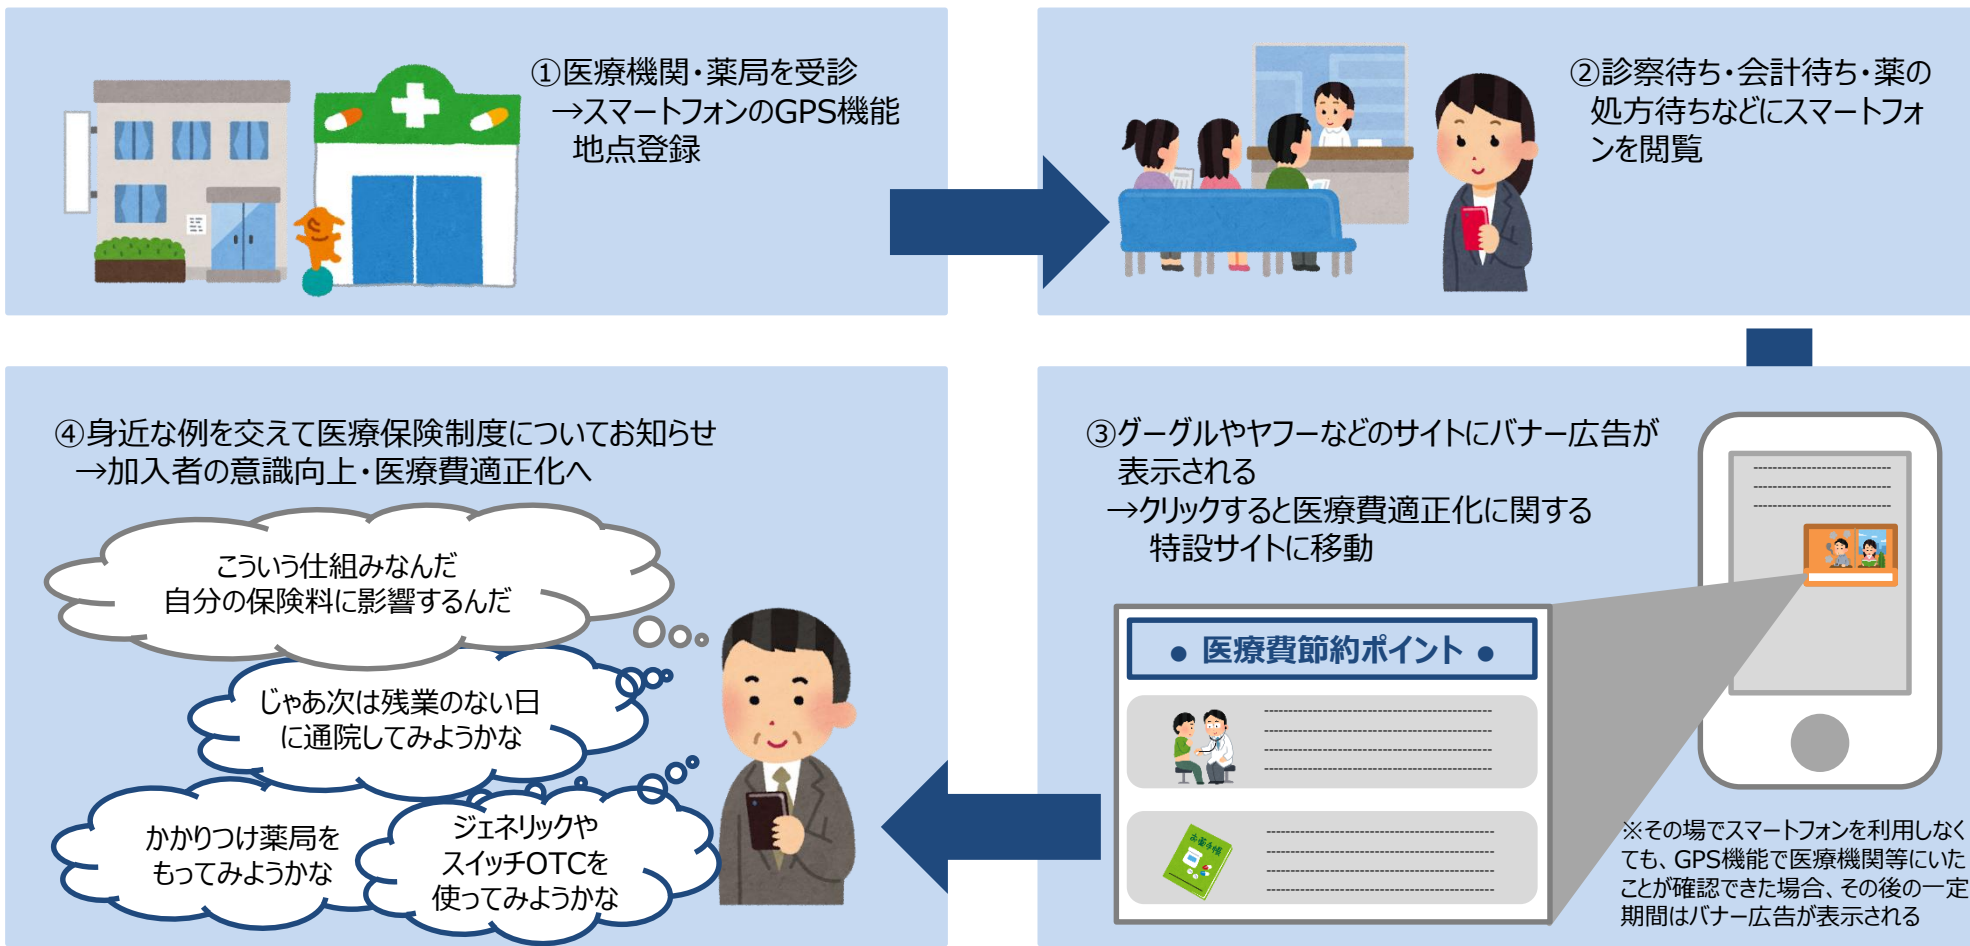 ①医療機関・薬局を受診
→スマートフォンのGPS機能
地点登録
②診察待ち・会計待ち・薬の
処方待ちなどにスマートフォ
ンを閲覧
③グーグルやヤフーなどのサイトにバナー広告が
表示される
→クリックすると医療費適正化に関する
特設サイトに移動
● 医療費節約ポイント ●
お薬手帳
※その場でスマートフォンを利用しなく
ても、GPS機能で医療機関等にいた
ことが確認できた場合、その後の一定
期間はバナー広告が表示される
④身近な例を交えて医療保険制度についてお知らせ
→加入者の意識向上・医療費適正化へ
こういう仕組みなんだ
自分の保険料に影響するんだ
じゃあ次は残業のない日
に通院してみようかな
かかりつけ薬局を
もってみようかな
ジェネリックや
スイッチOTCを
使ってみようかな